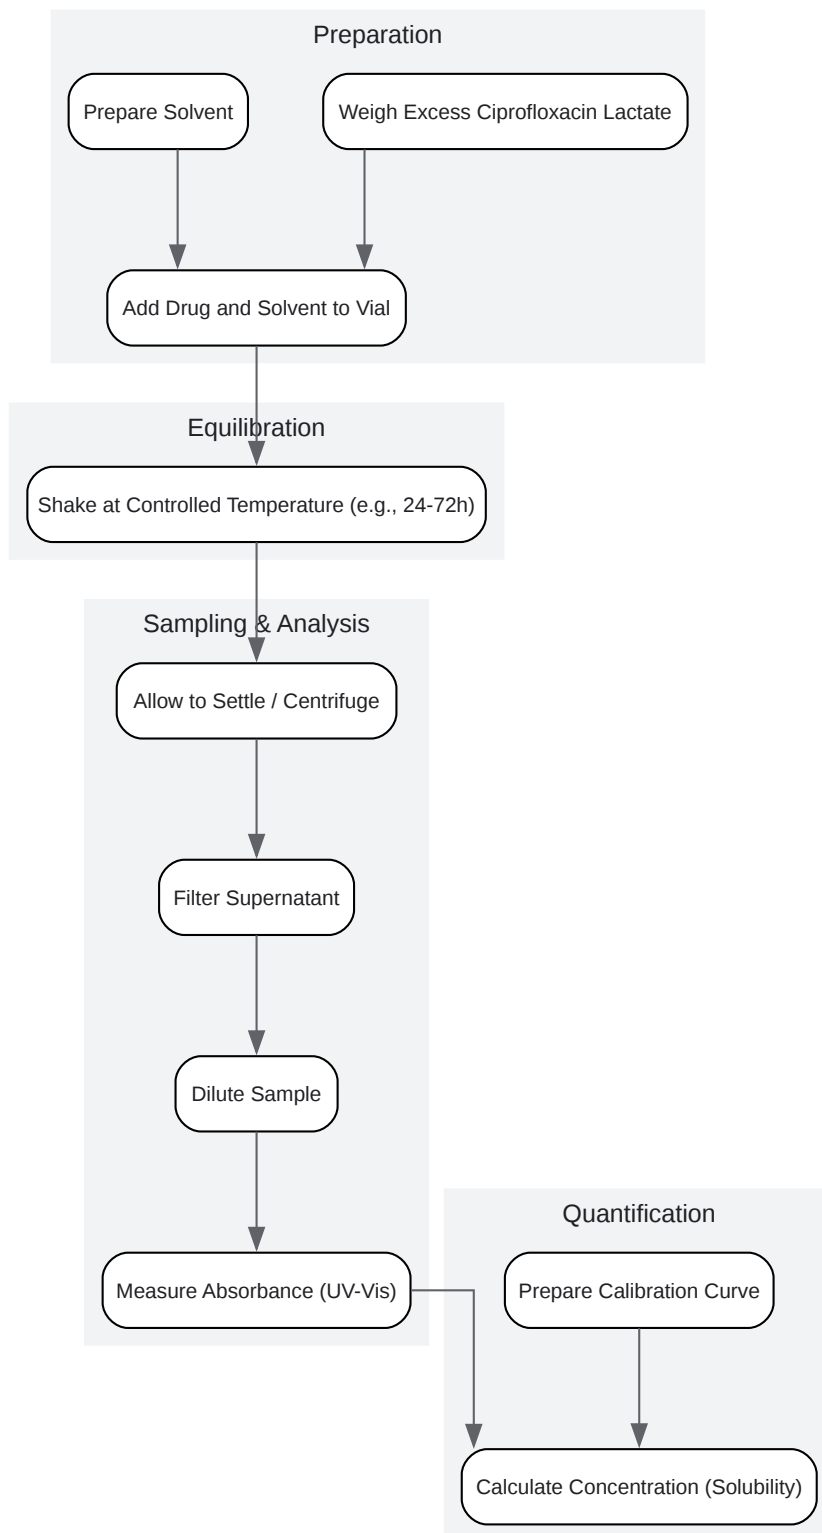 Preparation
Prepare Solvent
Weigh Excess Ciprofloxacin Lactate
Add Drug and Solvent to Vial
Equilibration
Shake at Controlled Temperature (e.g., 24-72h)
Sampling & Analysis
Allow to Settle / Centrifuge
Filter Supernatant
Dilute Sample
Measure Absorbance (UV-Vis)
Quantification
Prepare Calibration Curve
Calculate Concentration (Solubility)